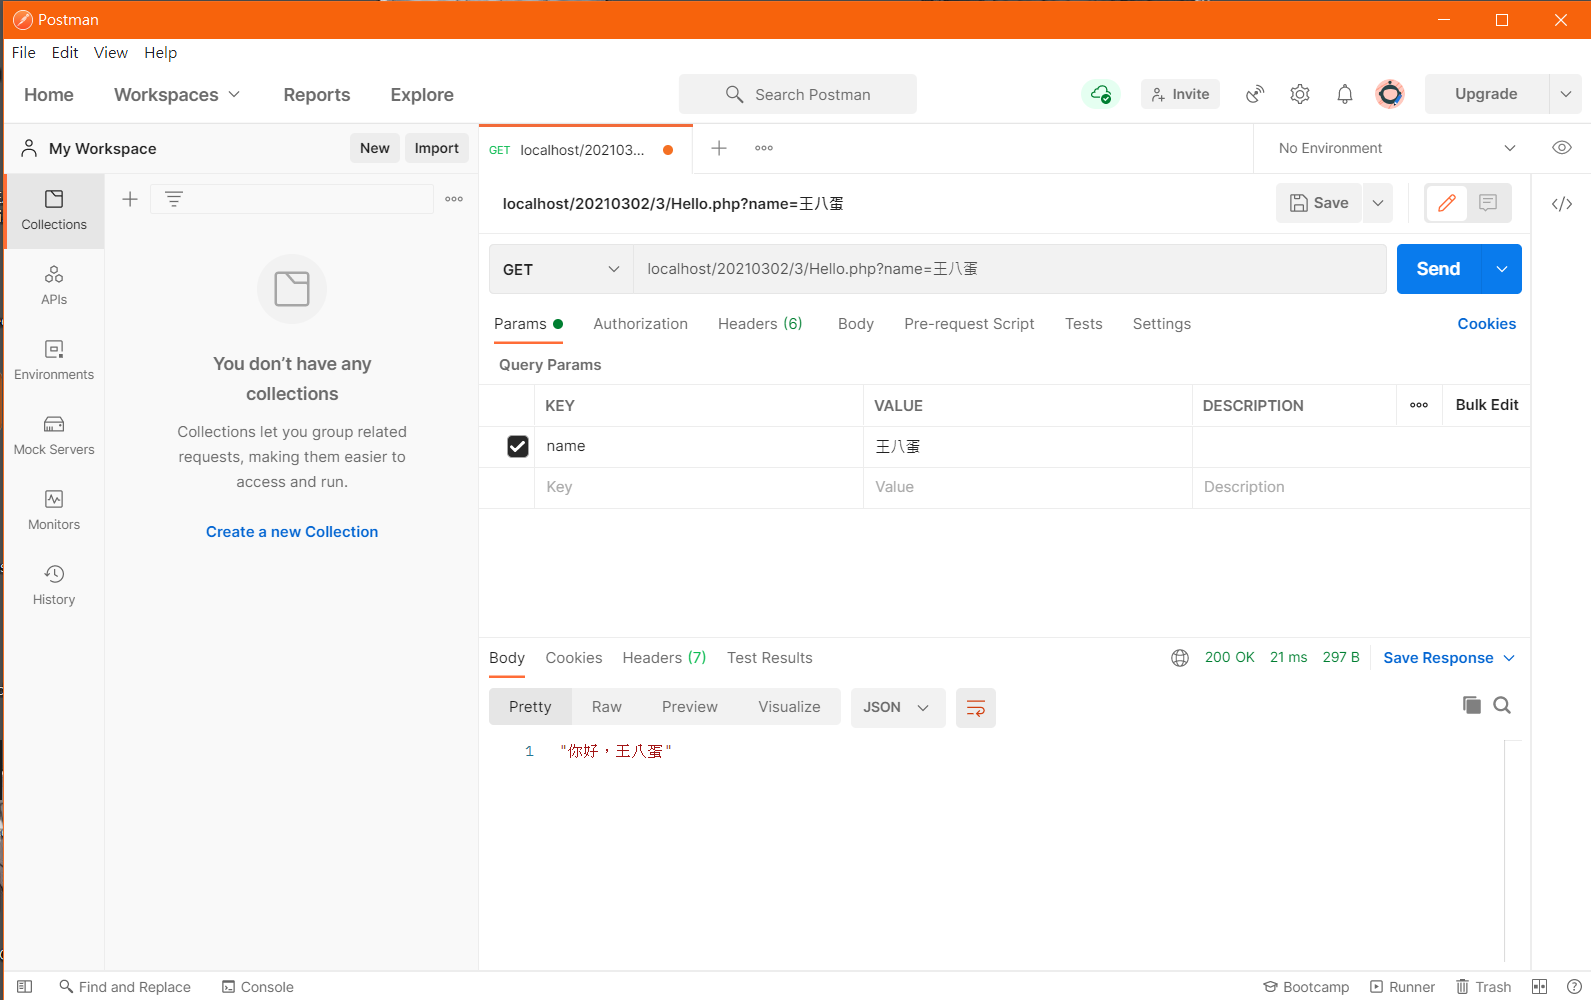 Postman
File Edit View Help
Home Workspaces Reports Explore Search Postman Invite Upgrade
My Workspace New Import
GET localhost/202103... No Environment
Collections
APIs
Environments
Mock Servers
Monitors
History
You don't have any
collections
Collections let you group related
requests, making them easier to
access and run.
Create a new Collection
localhost/20210302/3/Hello.php?name=王八蛋 Save
GET localhost/20210302/3/Hello.php?name=王八蛋 Send
Params Authorization Headers (6) Body Pre-request Script Tests Settings Cookies
Query Params
KEY VALUE DESCRIPTION Bulk Edit
name 王八蛋
Key Value Description
Body Cookies Headers (7) Test Results 200 OK 21 ms 297 B Save Response
Pretty Raw Preview Visualize JSON
1 "你好，王八蛋"
Find and Replace Console Bootcamp Runner Trash